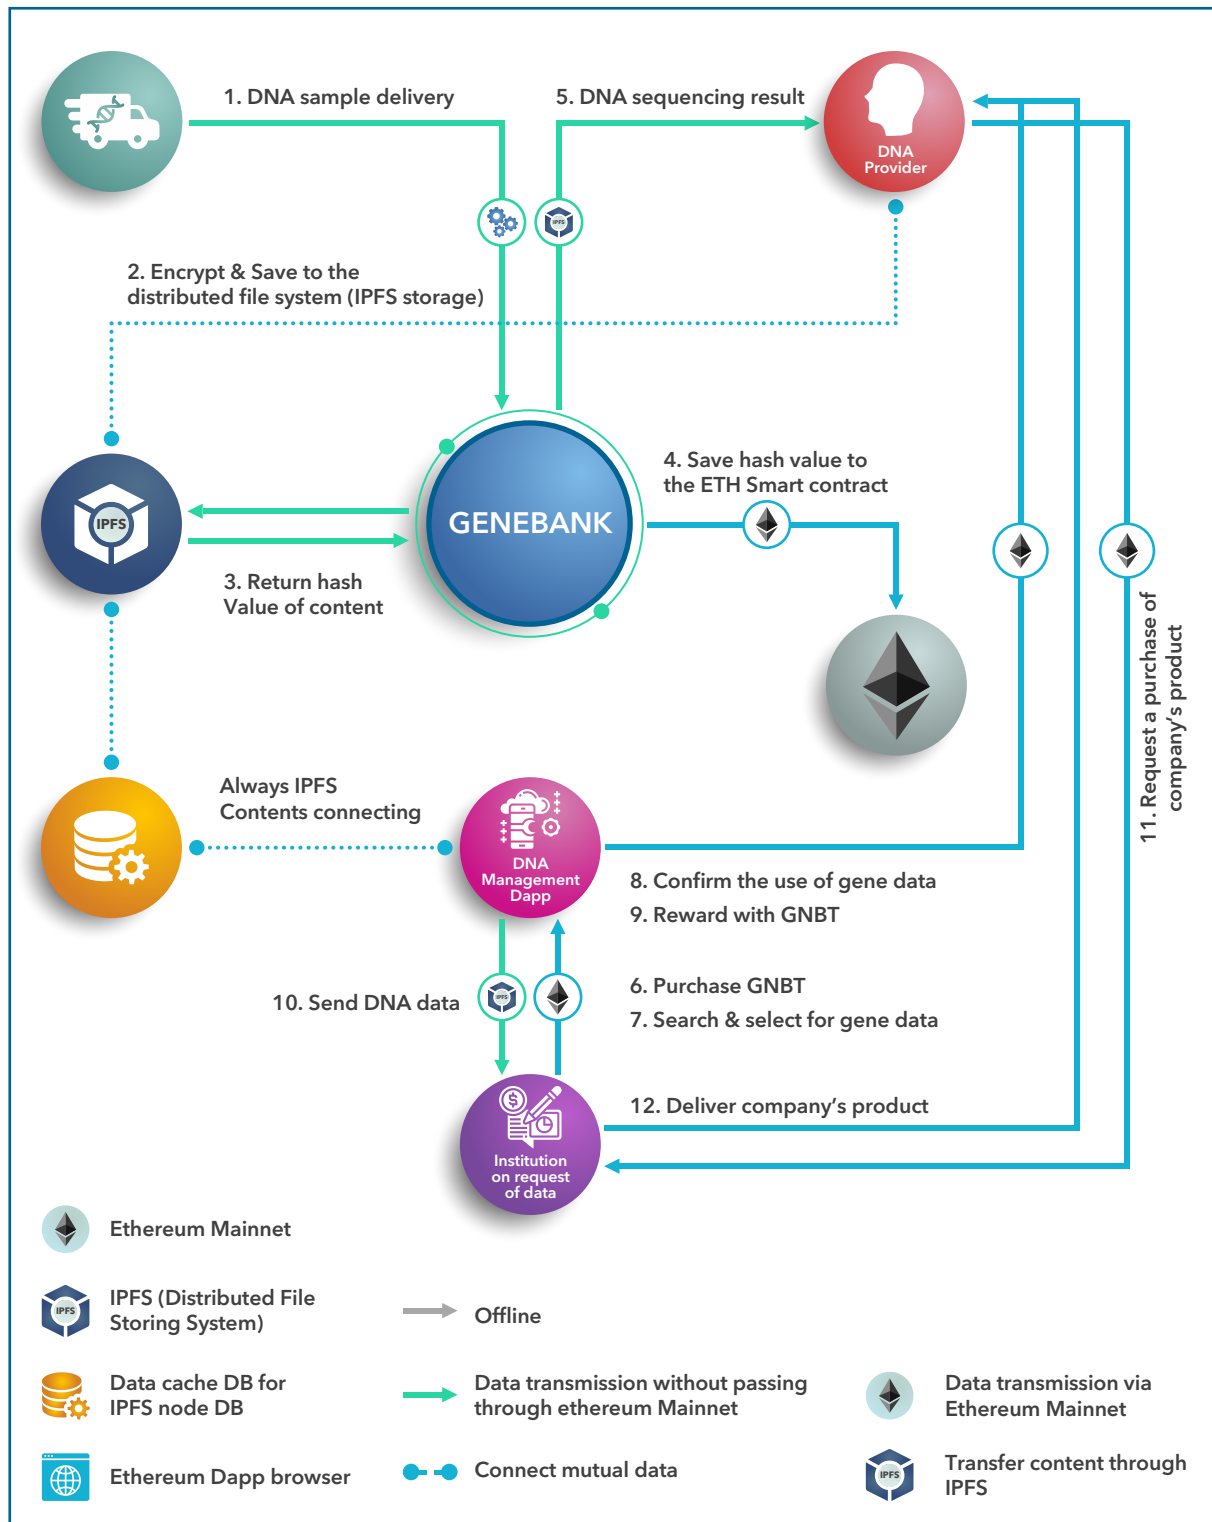 1. DNA sample delivery
5. DNA sequencing result
DNA
Provider
IPFS
2. Encrypt & Save to the
distributed file system (IPFS storage)
4. Save hash value to
the ETH Smart contract
IPFS
GENEBANK
3. Return hash
Value of content
11. Request a purchase of
company's product
Always IPFS
Contents connecting
DNA
Management
Dapp
8. Confirm the use of gene data
9. Reward with GNBT
10. Send DNA data
IPFS
6. Purchase GNBT
7. Search & select for gene data
12. Deliver company's product
Institution
on request
of data
Ethereum Mainnet
IPFS
IPFS (Distributed File
Storing System)
Offline
Data cache DB for
IPFS node DB
Data transmission without passing
through ethereum Mainnet
Data transmission via
Ethereum Mainnet
Ethereum Dapp browser
Connect mutual data
IPFS
Transfer content through
IPFS